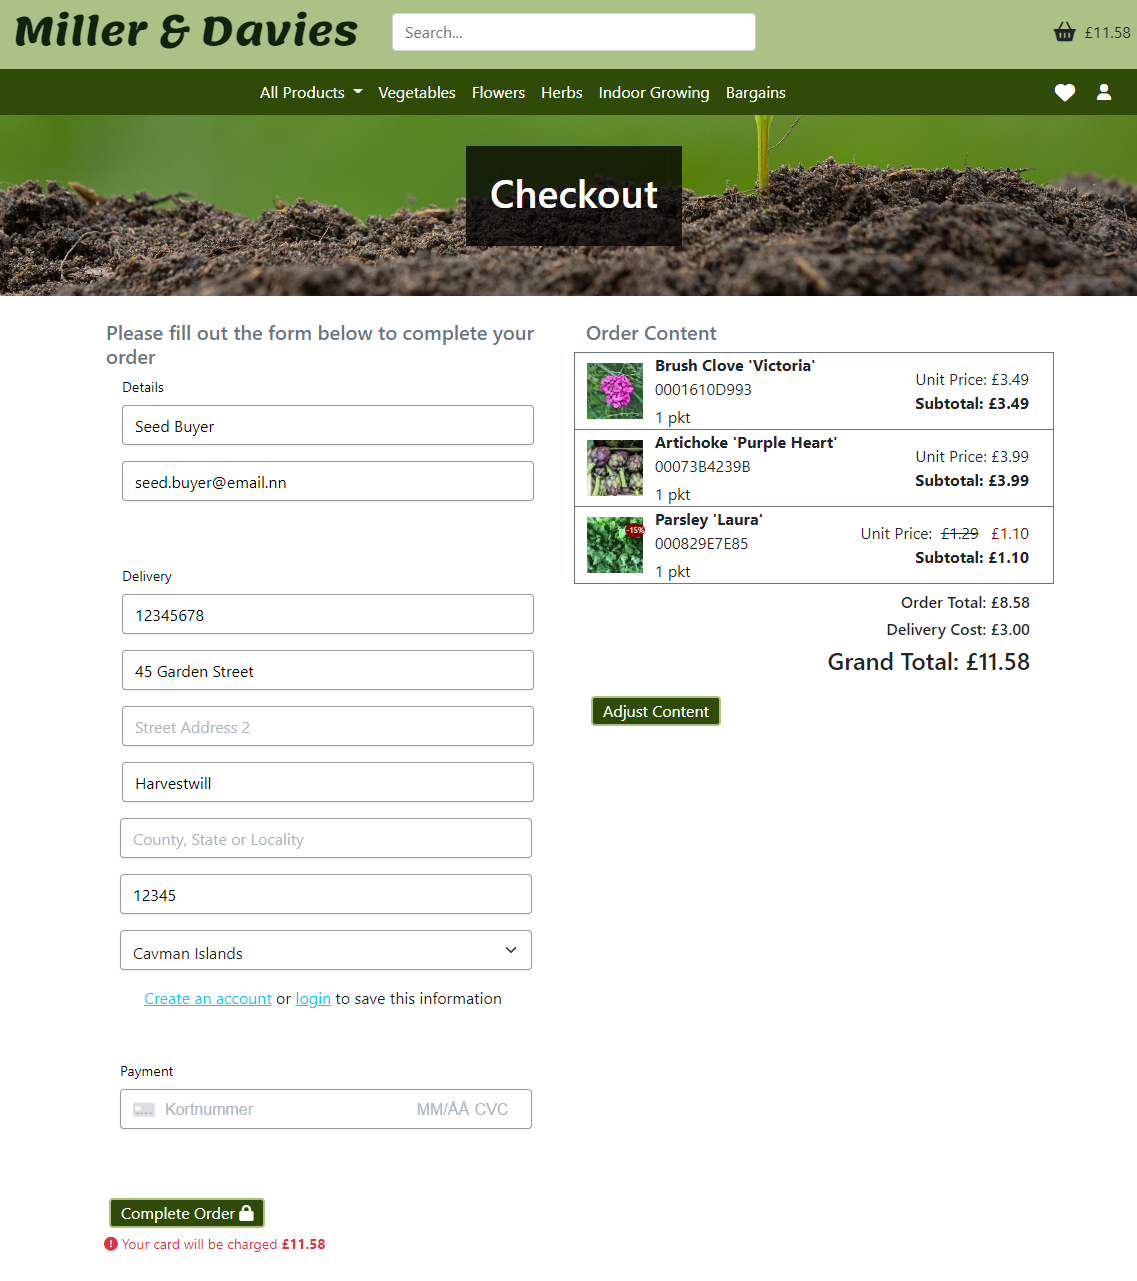 Miller & Davies
Search...
£11.58
All Products
Vegetables
Flowers
Herbs
Indoor Growing
Bargains
Checkout
Please fill out the form below to complete your
order
Details
Seed Buyer
seed.buyer@email.nn
Delivery
12345678
45 Garden Street
Street Address 2
Harvestwill
County, State or Locality
12345
Cayman Islands
Create an account or login to save this information
Payment
Kortnummer MM/ÅÅ CVC
Complete Order
Your card will be charged £11.58
Order Content
Brush Clove 'Victoria'
0001610D993
1 pkt
Unit Price: £3.49
Subtotal: £3.49
Artichoke 'Purple Heart'
00073B4239B
1 pkt
Unit Price: £3.99
Subtotal: £3.99
-15%
Parsley 'Laura'
000829E7E85
1 pkt
Unit Price: £1.29 £1.10
Subtotal: £1.10
Order Total: £8.58
Delivery Cost: £3.00
Grand Total: £11.58
Adjust Content